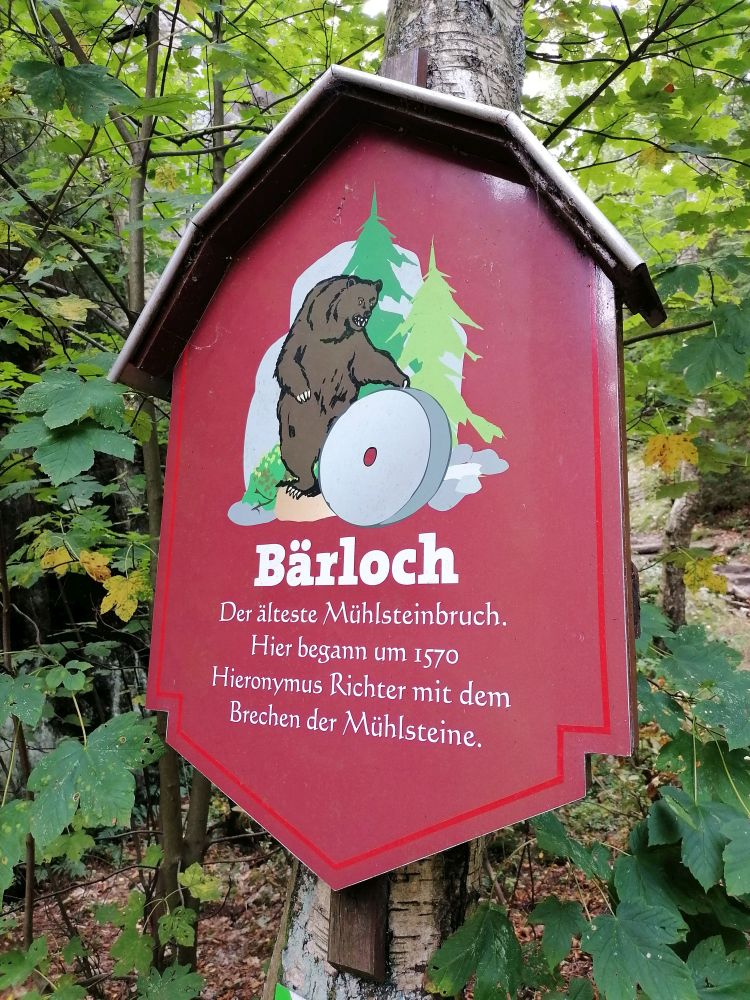 Bärloch
Der älteste Mühlsteinbruch.
Hier begann um 1570
Hieronymus Richter mit dem
Brechen der Mühlsteine.